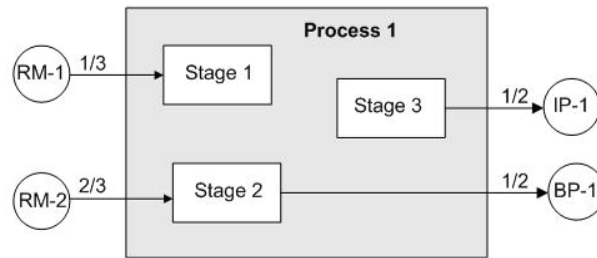 Process 1
RM-1
1/3
Stage 1
Stage 3
1/2
IP-1
RM-2
2/3
Stage 2
1/2
BP-1